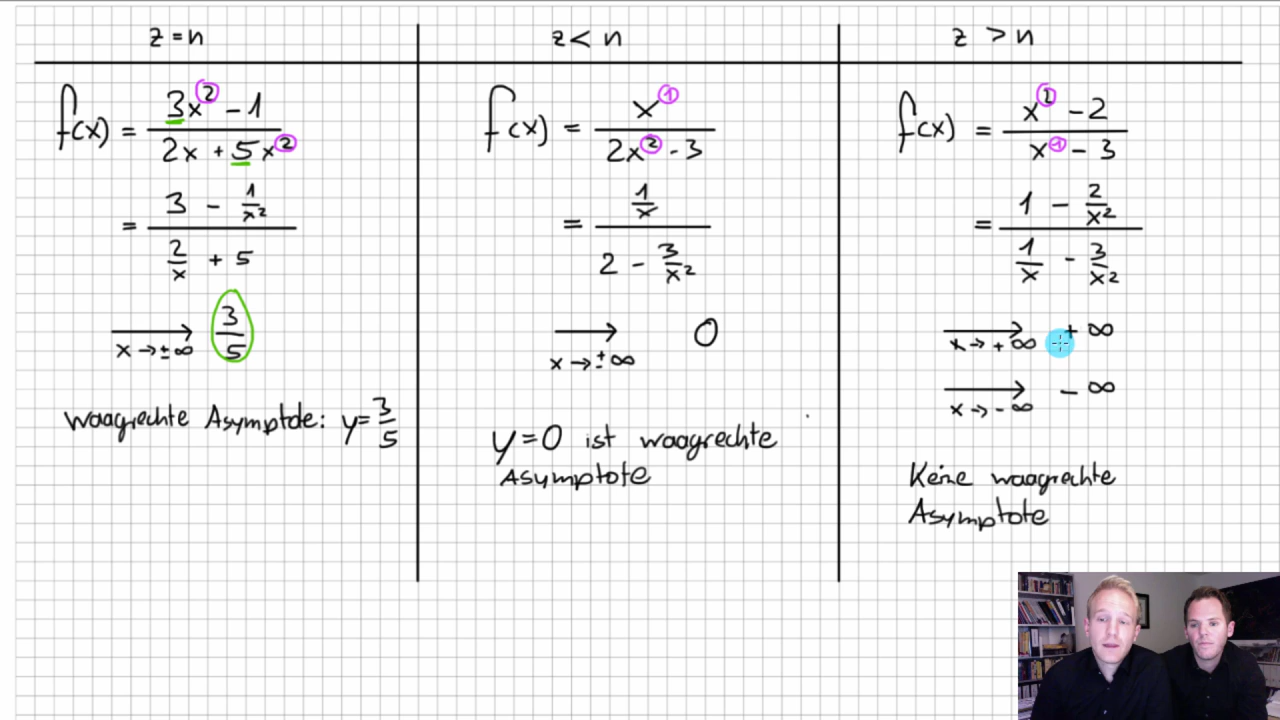 z = n
f(x) = (3x² - 1)/(2x + 5x²)
= (3 - 1/x²)/(2/x + 5)
⟶ x→±∞ 3/5
waagrechte Asymptote: y = 3/5
z < n
f(x) = x¹/(2x² - 3)
= (1/x)/(2 - 3/x²)
⟶ x→±∞ 0
y = 0 ist waagrechte
Asymptote
z > n
f(x) = (x² - 2)/(x¹ - 3)
= (1 - 2/x²)/(1/x - 3/x²)
⟶ x→+∞ +∞
⟶ x→-∞ -∞
Keine waagrechte
Asymptote